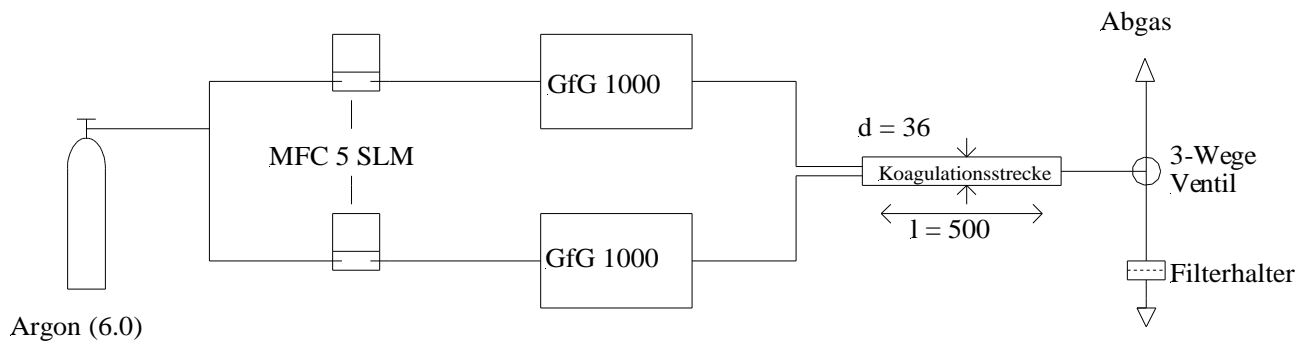 Abgas
GfG 1000
d = 36
MFC 5 SLM
Koagulationsstrecke
3-Wege
Ventil
l = 500
GfG 1000
Filterhalter
Argon (6.0)